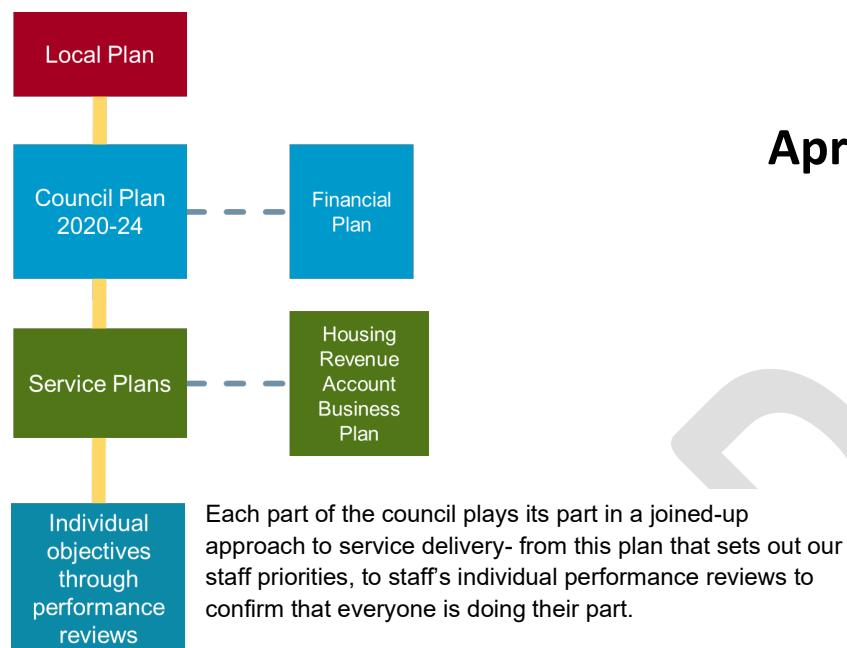 Local Plan
Apr
Council Plan
2020-24
Financial
Plan
Service Plans
Housing
Revenue
Account
Business
Plan
Individual
objectives
through
performance
reviews
Each part of the council plays its part in a joined-up
approach to service delivery- from this plan that sets out our
staff priorities, to staff’s individual performance reviews to
confirm that everyone is doing their part.